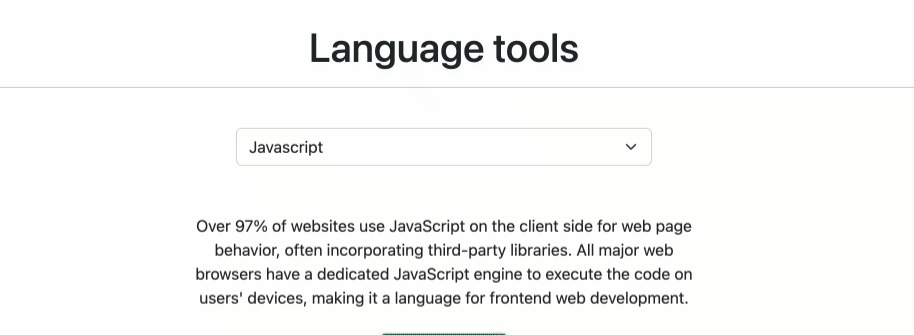 Language tools
Javascript
Over 97% of websites use JavaScript on the client side for web page
behavior, often incorporating third-party libraries. All major web
browsers have a dedicated JavaScript engine to execute the code on
users' devices, making it a language for frontend web development.